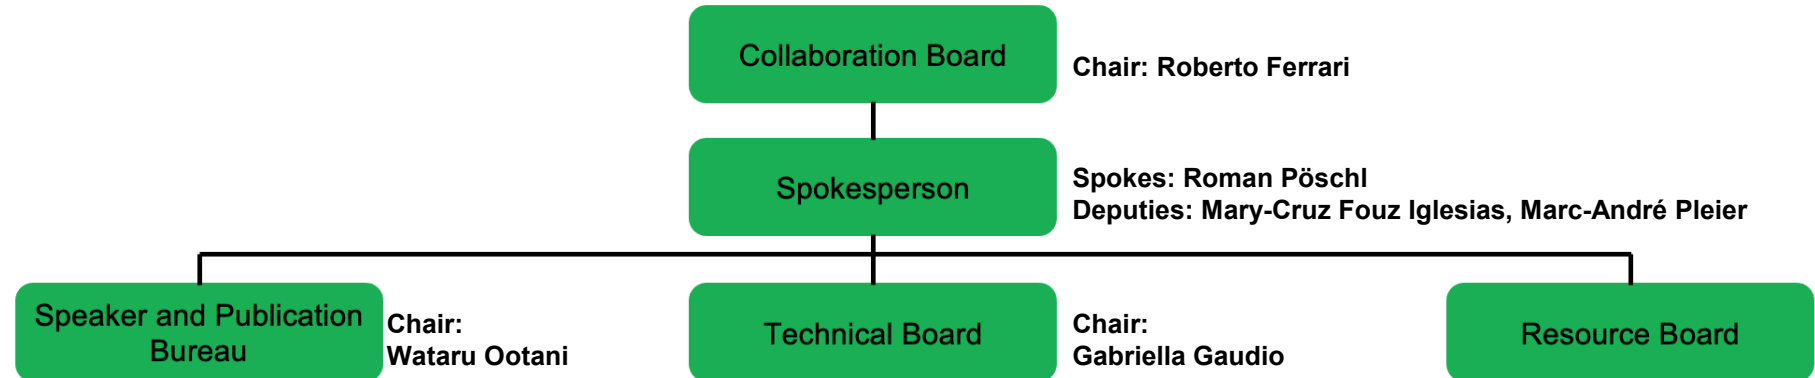 Collaboration Board
Chair: Roberto Ferrari
Spokesperson
Spokes: Roman Pöschl
Deputies: Mary-Cruz Fouz Iglesias, Marc-André Pleier
Speaker and Publication
Bureau
Chair:
Wataru Ootani
Technical Board
Chair:
Gabriella Gaudio
Resource Board